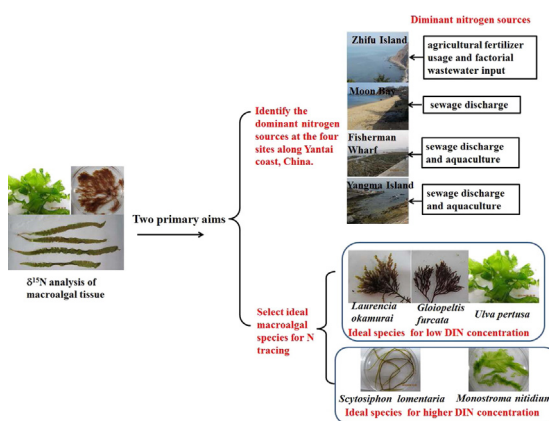 Diminant nitrogen sources
Zhifu Island
agricultural fertilizer
usage and factorial
wastewater input
Moon Bay
sewage discharge
Identify the
dominant nitrogen
sources at the four
sites along Yantai
coast, China.
Fisherman
Wharf
sewage discharge
and aquaculture
Yangma Island
sewage discharge
and aquaculture
Two primary aims
δ15N analysis of
macroalgal tissue
Select ideal
macroalgal
species for N
tracing
Laurencia
okamurai
Gloiopeltis
furcata
Ulva pertusa
Ideal species for low DIN concentration
Scytosiphon lomentaria
Monostroma nitidium
Ideal species for higher DIN concentration